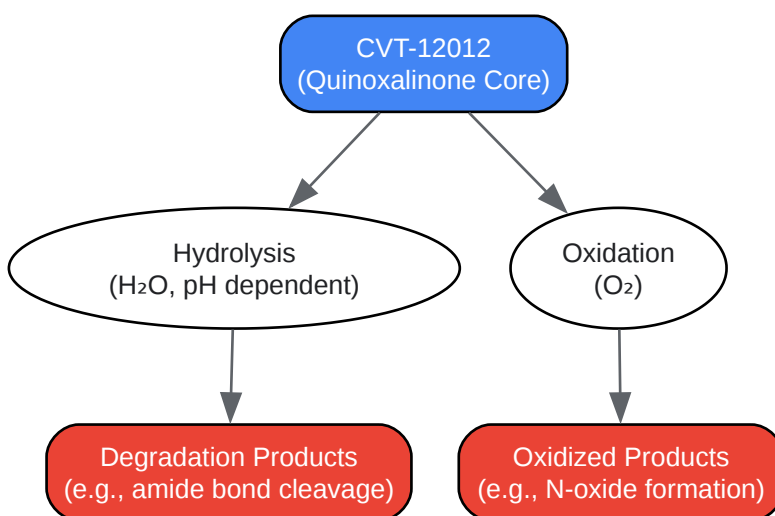 CVT-12012
(Quinoxalinone Core)
Hydrolysis
(H₂O, pH dependent)
Oxidation
(O₂)
Degradation Products
(e.g., amide bond cleavage)
Oxidized Products
(e.g., N-oxide formation)